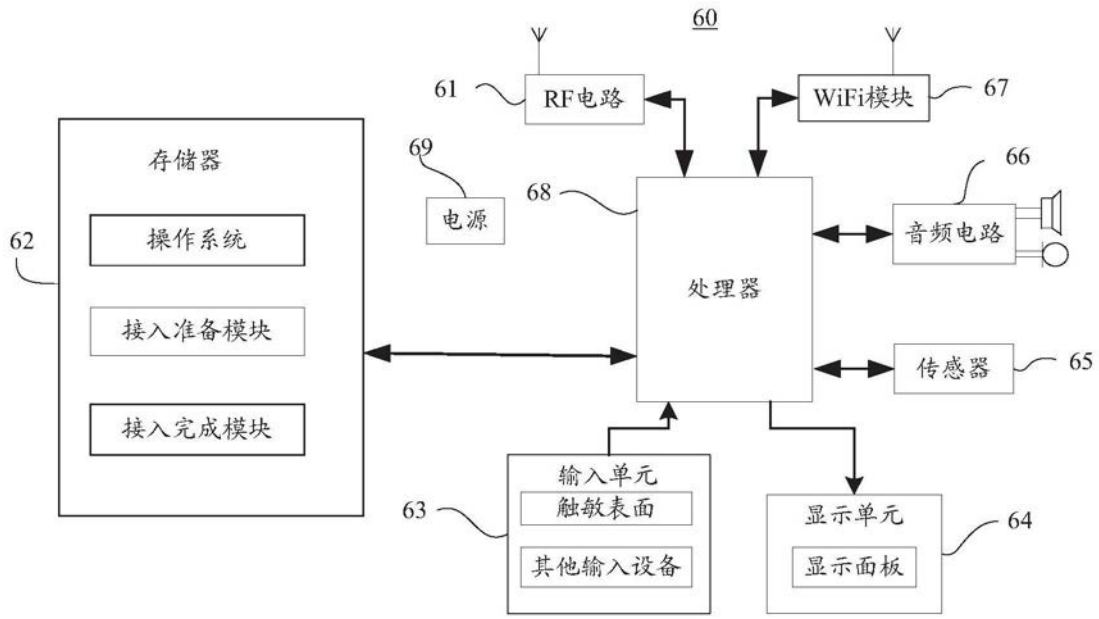 60
61
RF电路
WiFi模块
67
存储器
69
电源
68
66
音频电路
操作系统
62
处理器
接入准备模块
传感器
65
接入完成模块
输入单元
触敏表面
其他输入设备
63
显示单元
显示面板
64